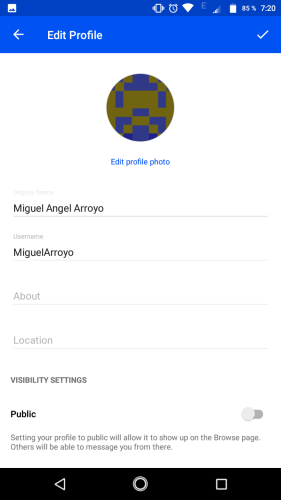 E 85 % 7:20
Edit Profile
Edit profile photo
Display Name
Miguel Angel Arroyo
Username
MiguelArroyo
About
Location
VISIBILITY SETTINGS
Public
Setting your profile to public will allow it to show up on the Browse page.
Others will be able to message you from there.